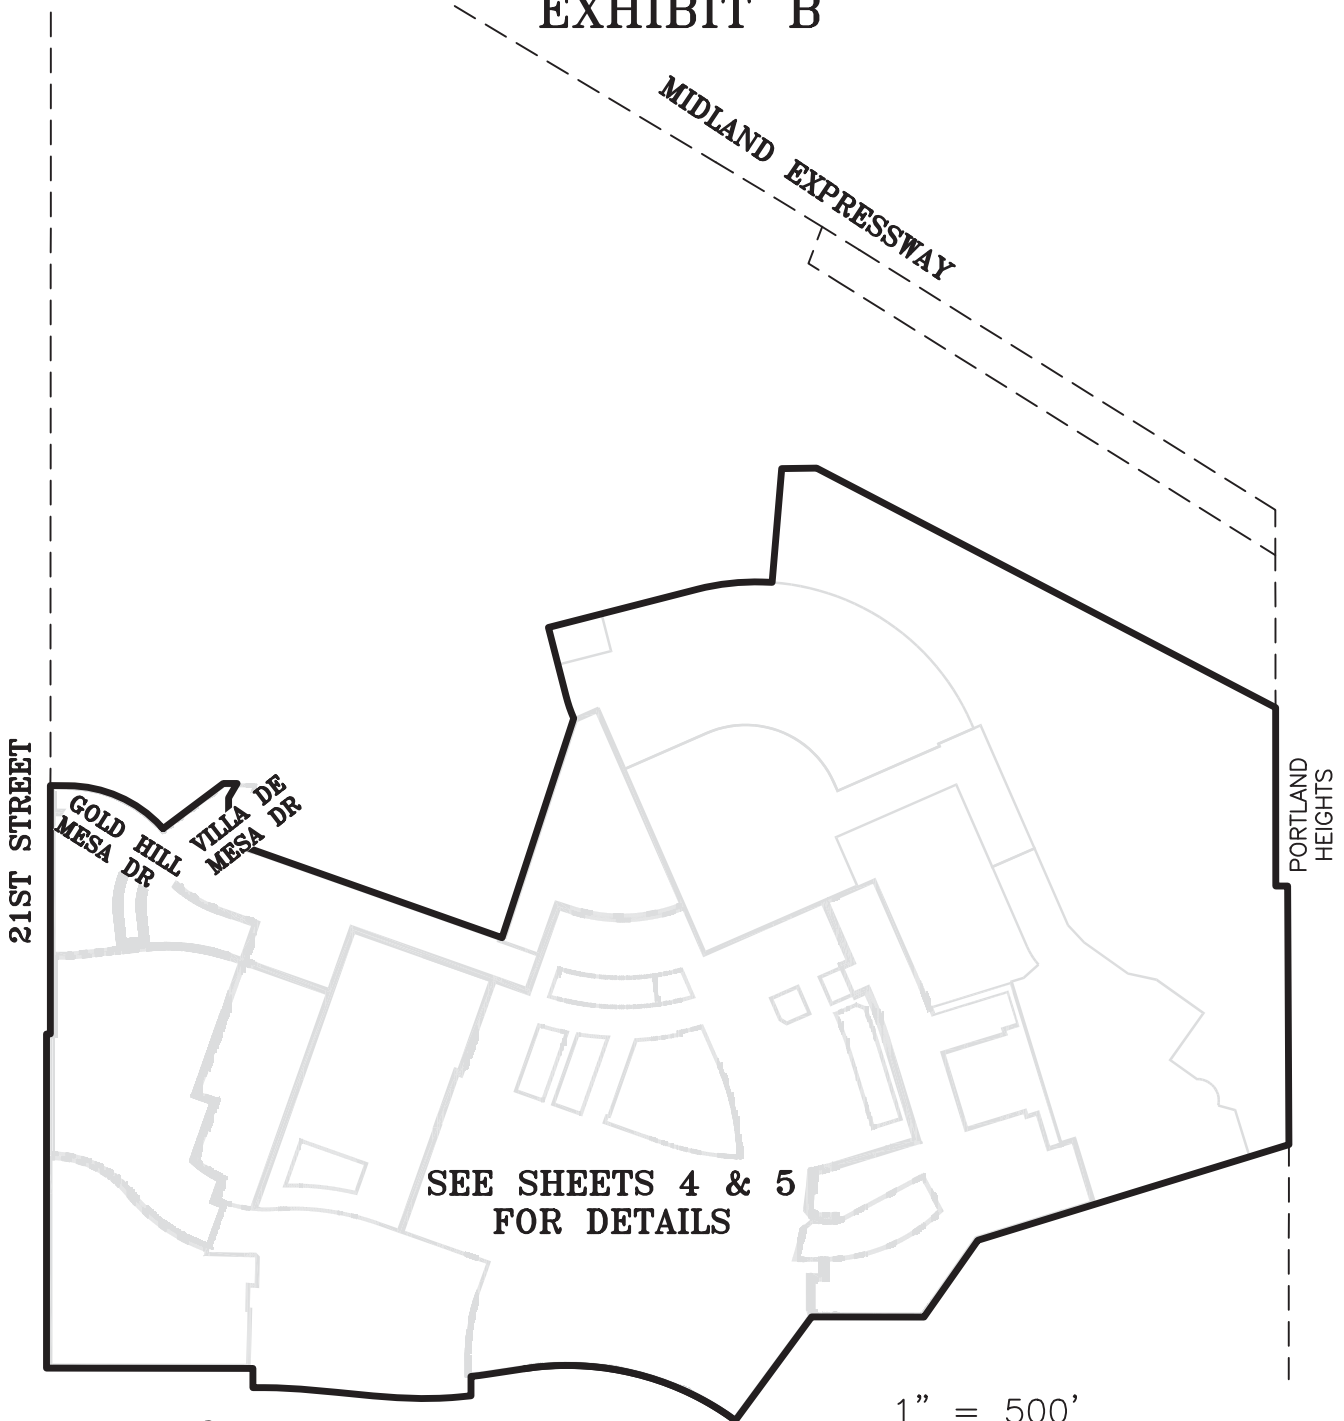 EXHIBIT B
MIDLAND EXPRESSWAY
21ST STREET
GOLD HILL
MESA DR
VILLA DE
MESA DR
PORTLAND
HEIGHTS
SEE SHEETS 4 & 5
FOR DETAILS
1" = 500'